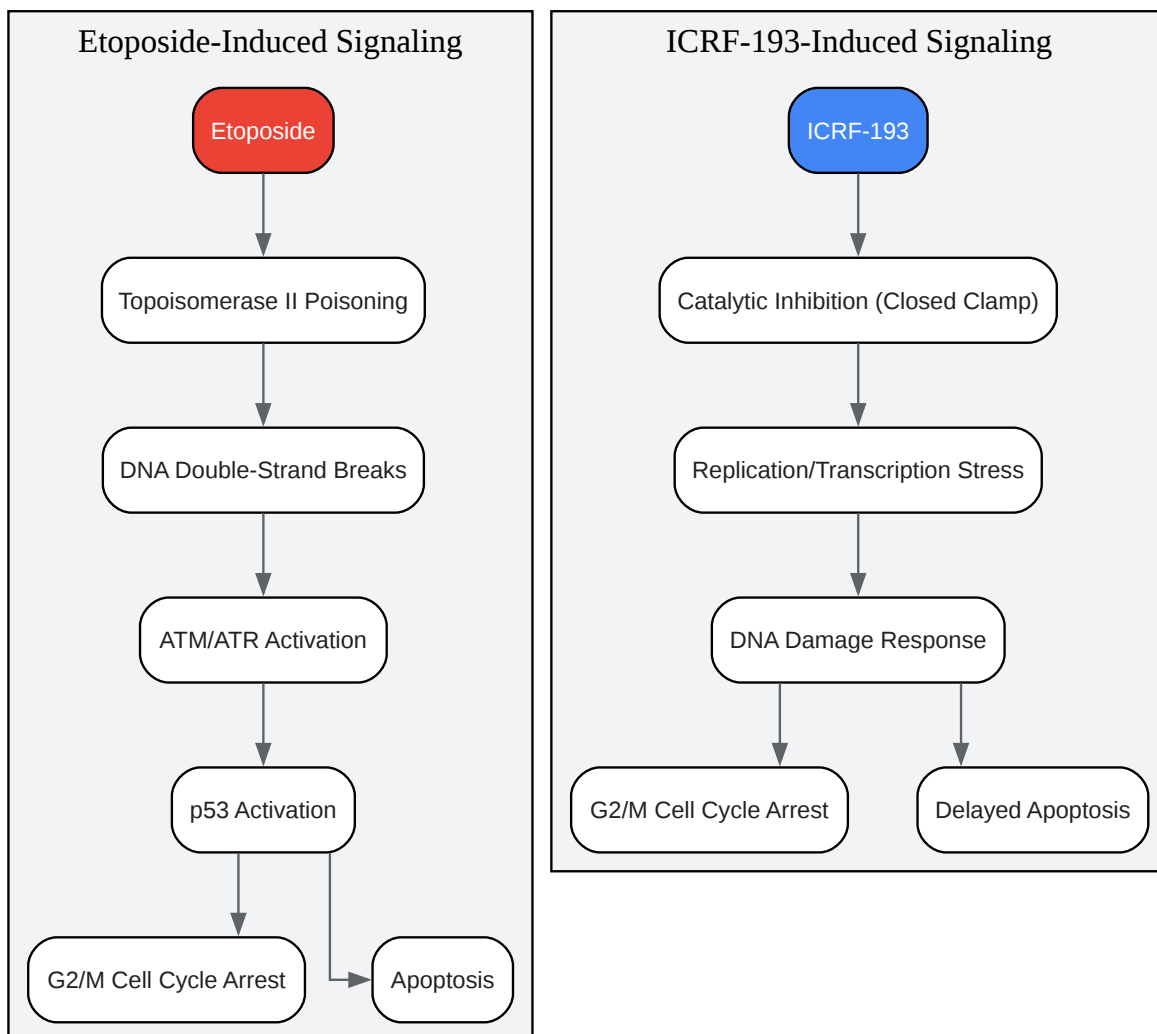 Etoposide-Induced Signaling
Etoposide
Topoisomerase II Poisoning
DNA Double-Strand Breaks
ATM/ATR Activation
p53 Activation
G2/M Cell Cycle Arrest
Apoptosis
ICRF-193-Induced Signaling
ICRF-193
Catalytic Inhibition (Closed Clamp)
Replication/Transcription Stress
DNA Damage Response
G2/M Cell Cycle Arrest
Delayed Apoptosis